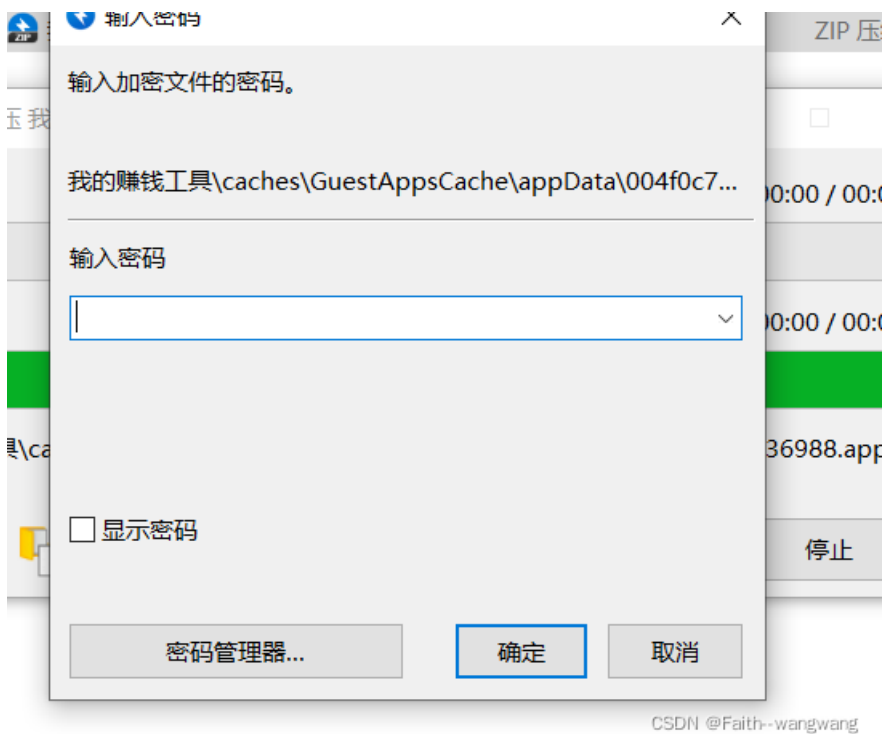 输入密码
ZIP 压
输入加密文件的密码。
压 我
我的赚钱工具\caches\GuestAppsCache\appData\004f0c7...
00:00 / 00:0
输入密码
00:00 / 00:0
具\ca
36988.app
显示密码
停止
密码管理器...
确定
取消
CSDN @Faith--wangwang